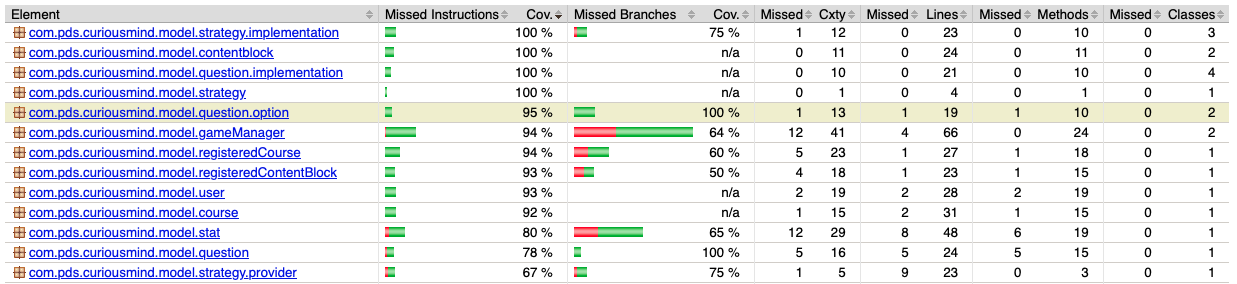 Element Missed Instructions Cov. Missed Branches Cov. Missed Cxty Missed Lines Missed Methods Missed Classes
com.pds.curiousmind.model.strategy.implementation 100 % 75 % 1 12 0 23 0 10 0 3
com.pds.curiousmind.model.contentblock 100 % n/a 0 11 0 24 0 11 0 2
com.pds.curiousmind.model.question.implementation 100 % n/a 0 10 0 21 0 10 0 4
com.pds.curiousmind.model.strategy 100 % n/a 0 1 0 4 0 1 0 1
com.pds.curiousmind.model.question.option 95 % 100 % 1 13 1 19 1 10 0 2
com.pds.curiousmind.model.gameManager 94 % 64 % 12 41 4 66 0 24 0 2
com.pds.curiousmind.model.registeredCourse 94 % 60 % 5 23 1 27 1 18 0 1
com.pds.curiousmind.model.registeredContentBlock 93 % 50 % 4 18 1 23 1 15 0 1
com.pds.curiousmind.model.user 93 % n/a 2 19 2 28 2 19 0 1
com.pds.curiousmind.model.course 92 % n/a 1 15 2 31 1 15 0 1
com.pds.curiousmind.model.stat 80 % 65 % 12 29 8 48 6 19 0 1
com.pds.curiousmind.model.question 78 % 100 % 5 16 5 24 5 15 0 1
com.pds.curiousmind.model.strategy.provider 67 % 75 % 1 5 9 23 0 3 0 1